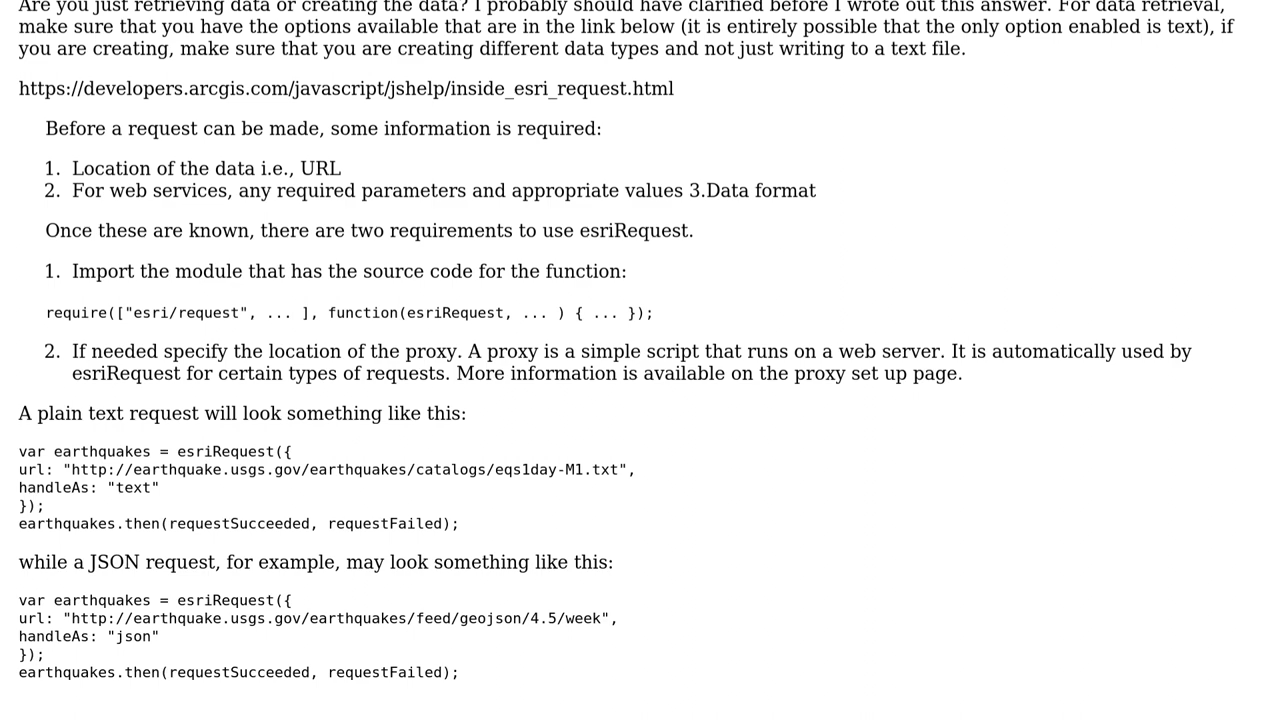 Are you just retrieving data or creating the data? I probably should have clarified before I wrote out this answer. For data retrieval,
make sure that you have the options available that are in the link below (it is entirely possible that the only option enabled is text), if
you are creating, make sure that you are creating different data types and not just writing to a text file.
https://developers.arcgis.com/javascript/jshelp/inside_esri_request.html
Before a request can be made, some information is required:
1. Location of the data i.e., URL
2. For web services, any required parameters and appropriate values 3.Data format
Once these are known, there are two requirements to use esriRequest.
1. Import the module that has the source code for the function:
require(["esri/request", ... ], function(esriRequest, ... ) { ... });
2. If needed specify the location of the proxy. A proxy is a simple script that runs on a web server. It is automatically used by
esriRequest for certain types of requests. More information is available on the proxy set up page.
A plain text request will look something like this:
var earthquakes = esriRequest({
url: "http://earthquake.usgs.gov/earthquakes/catalogs/eqs1day-M1.txt",
handleAs: "text"
});
earthquakes.then(requestSucceeded, requestFailed);
while a JSON request, for example, may look something like this:
var earthquakes = esriRequest({
url: "http://earthquake.usgs.gov/earthquakes/feed/geojson/4.5/week",
handleAs: "json"
});
earthquakes.then(requestSucceeded, requestFailed);